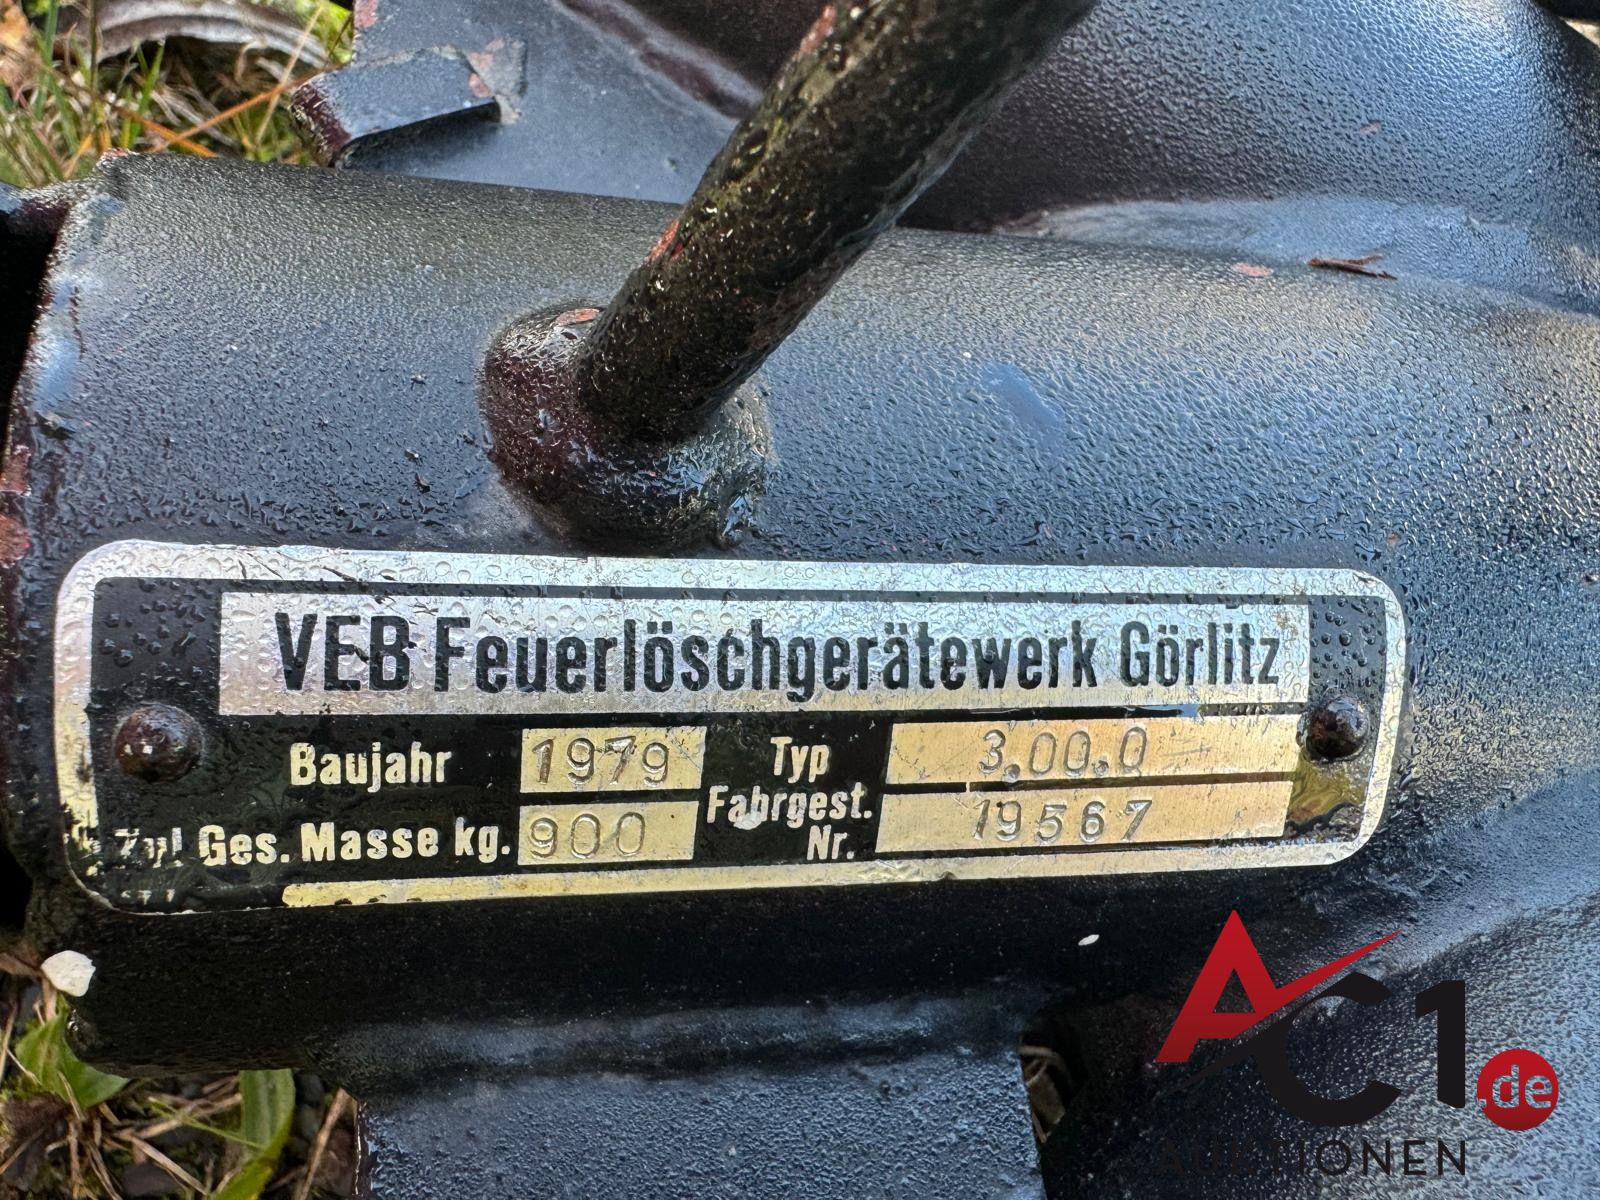 VEB Feuerlöschgerätewerk Görlitz
Baujahr 1979 Typ 3.00.0
Zul Ges. Masse kg. 900 Fahrgest. Nr. 19567
AC1.de
AUKTIONEN